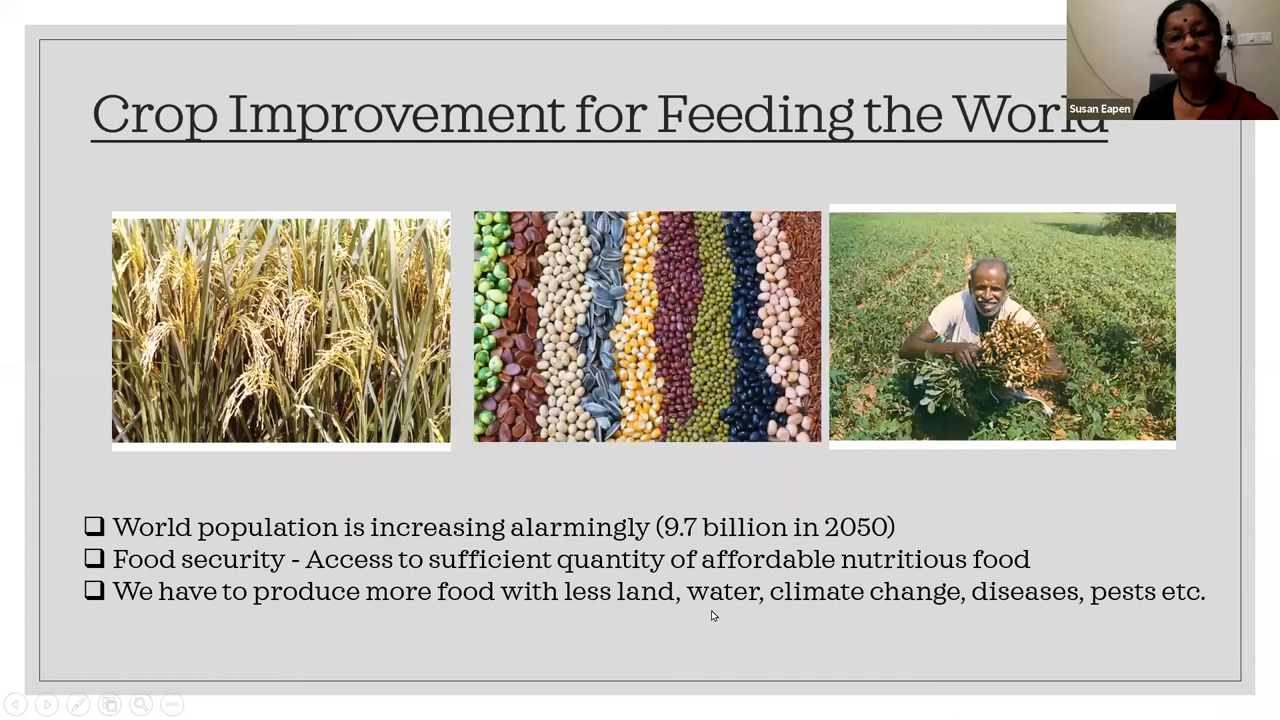 Crop Improvement for Feeding the World
Susan Eapen
❑ World population is increasing alarmingly (9.7 billion in 2050)
❑ Food security - Access to sufficient quantity of affordable nutritious food
❑ We have to produce more food with less land, water, climate change, diseases, pests etc.